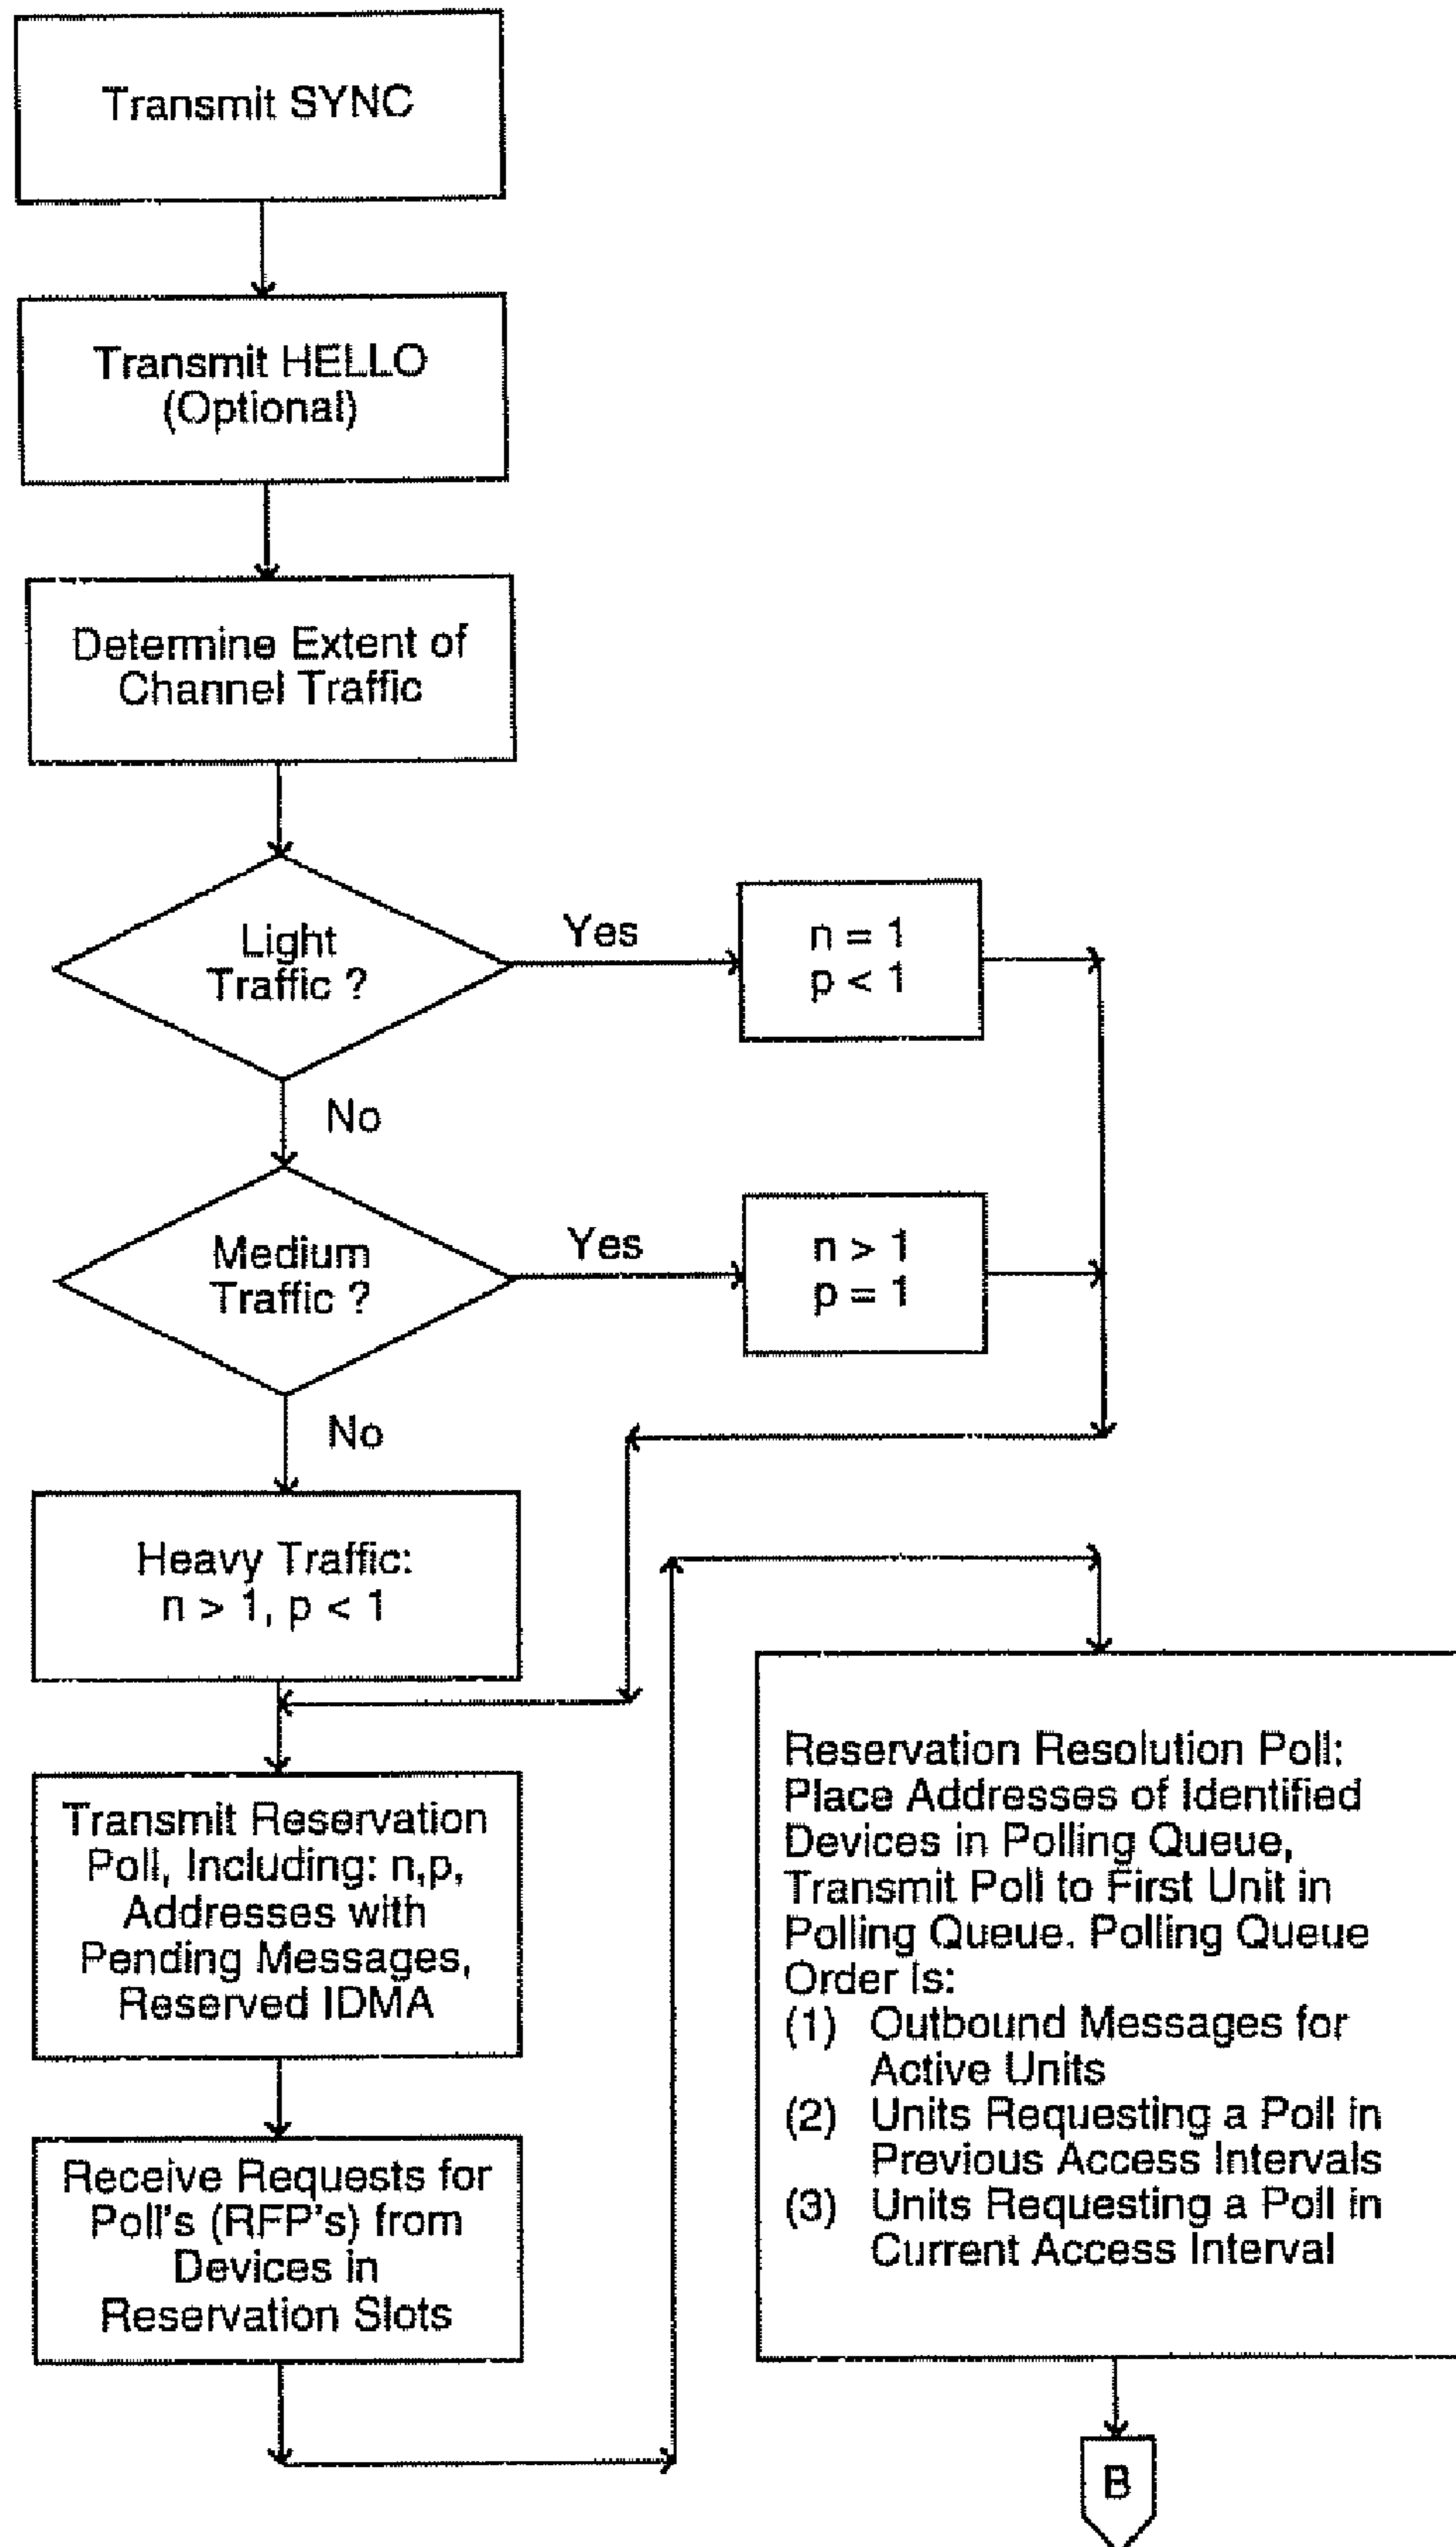 Transmit SYNC
Transmit HELLO
(Optional)
Determine Extent of
Channel Traffic
Light
Traffic ?
Yes
n = 1
p < 1
No
Medium
Traffic ?
Yes
n > 1
p = 1
No
Heavy Traffic:
n > 1, p < 1
Transmit Reservation
Poll, Including: n,p,
Addresses with
Pending Messages,
Reserved IDMA
Receive Requests for
Poll's (RFP's) from
Devices in
Reservation Slots
Reservation Resolution Poll:
Place Addresses of Identified
Devices in Polling Queue,
Transmit Poll to First Unit in
Polling Queue. Polling Queue
Order Is:
(1) Outbound Messages for
Active Units
(2) Units Requesting a Poll in
Previous Access Intervals
(3) Units Requesting a Poll in
Current Access Interval
B